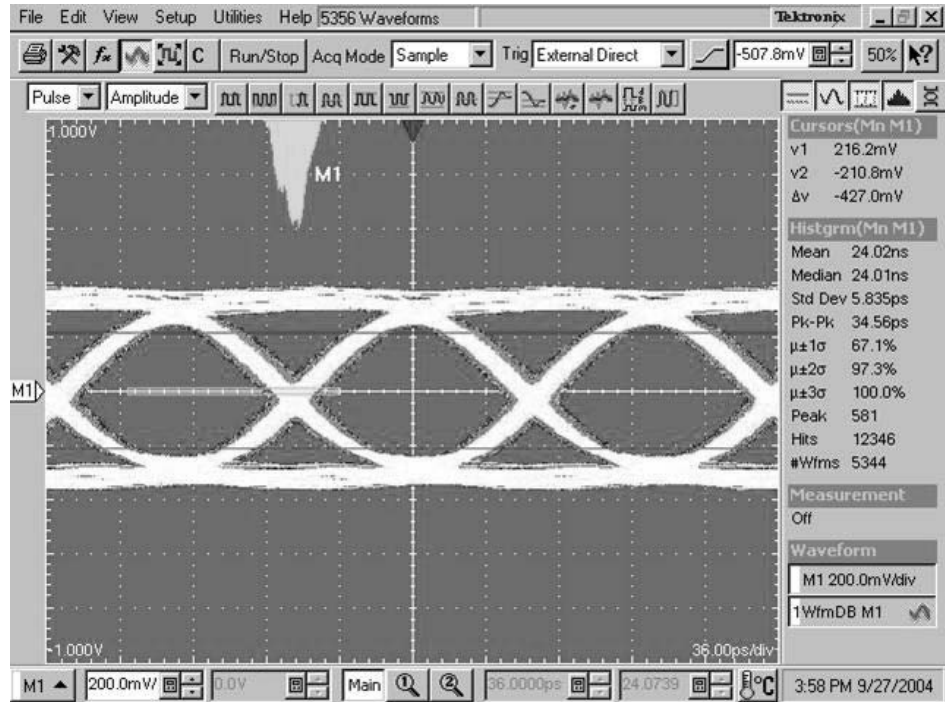 File Edit View Setup Utilities Help 5356 Waveforms Tektronix
Run/Stop Acq Mode Sample Trig External Direct -507.8mV 50%
Pulse Amplitude
1.000V
M1
M1
-1.000V
36.00ps/div
Cursors(Mn M1)
v1 216.2mV
v2 -210.8mV
Δv -427.0mV
Histgrm(Mn M1)
Mean 24.02ns
Median 24.01ns
Std Dev 5.835ps
Pk-Pk 34.56ps
μ±1σ 67.1%
μ±2σ 97.3%
μ±3σ 100.0%
Peak 581
Hits 12346
#Wfms 5344
Measurement
Off
Waveform
M1 200.0mV/div
1WfmDB M1
M1 200.0mV/ 0.0V Main 1 2 36.0000ps 24.0739 °C 3:58 PM 9/27/2004